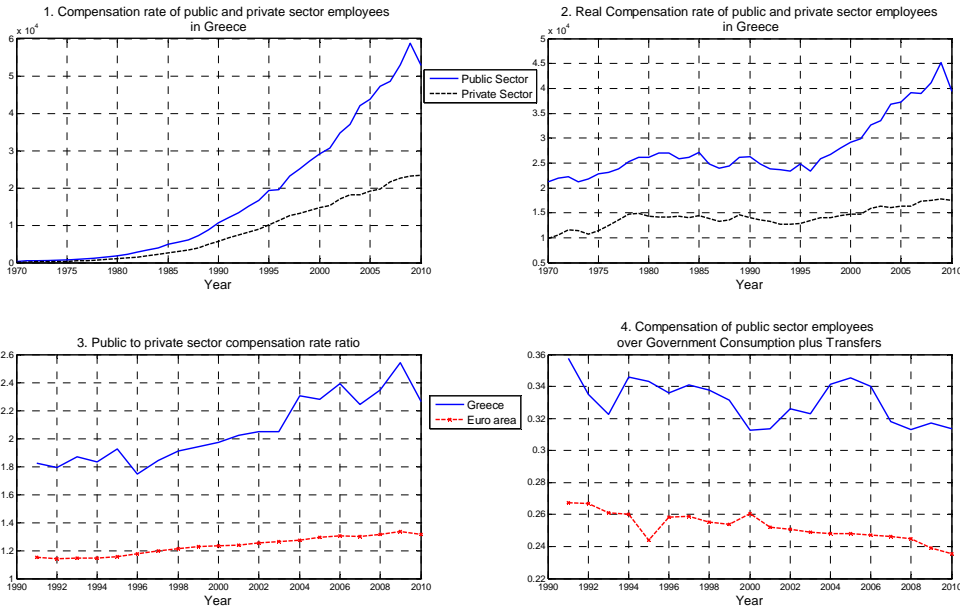 1. Compensation rate of public and private sector employees
in Greece
x 10⁴
6
5
4
3
2
1
0
1970 1975 1980 1985 1990 1995 2000 2005 2010
Year
Public Sector
Private Sector
2. Real Compensation rate of public and private sector employees
in Greece
x 10⁴
5
4.5
4
3.5
3
2.5
2
1.5
1
0.5
1970 1975 1980 1985 1990 1995 2000 2005 2010
Year
3. Public to private sector compensation rate ratio
2.6
2.4
2.2
2
1.8
1.6
1.4
1.2
1
1990 1992 1994 1996 1998 2000 2002 2004 2006 2008 2010
Year
Greece
Euro area
4. Compensation of public sector employees
over Government Consumption plus Transfers
0.36
0.34
0.32
0.3
0.28
0.26
0.24
0.22
1990 1992 1994 1996 1998 2000 2002 2004 2006 2008 2010
Year